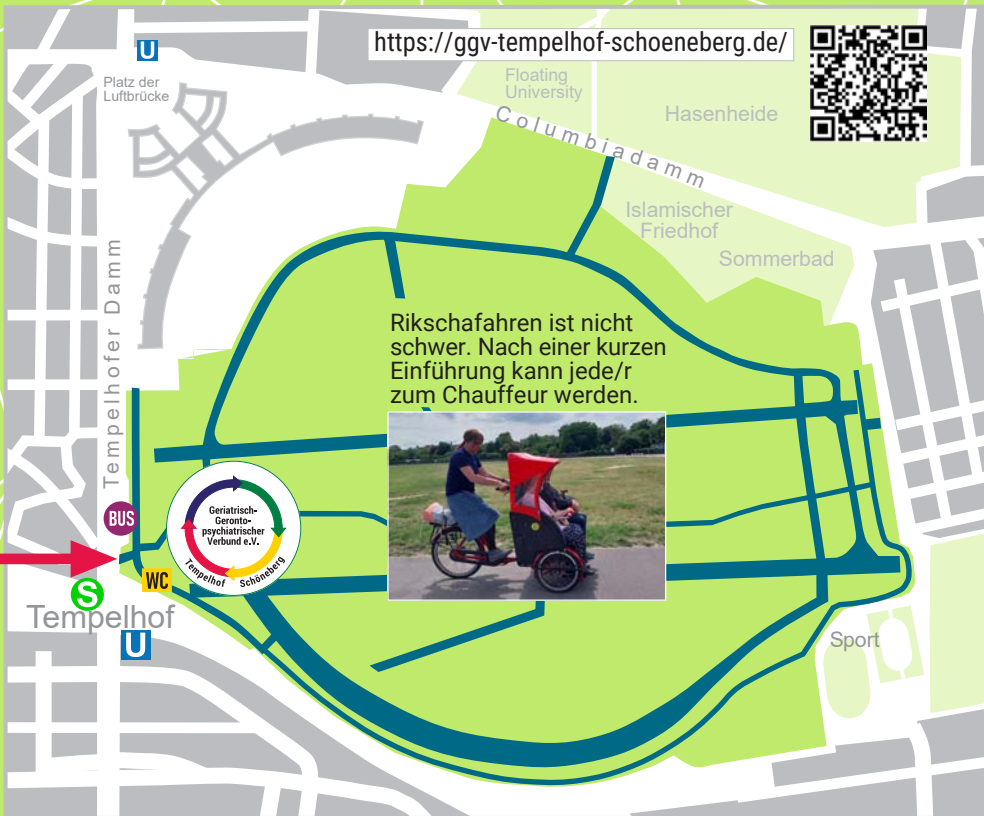 https://ggv-tempelhof-schoeneberg.de/
U
Platz der
Luftbrücke
Floating
University
Hasenheide
Columbiadamm
Islamischer
Friedhof
Sommerbad
Tempelhofer Damm
Rikschafahren ist nicht
schwer. Nach einer kurzen
Einführung kann jede/r
zum Chauffeur werden.
BUS
Geriatrisch-
Geronto-
psychiatrischer
Verbund e.V.
Tempelhof Schöneberg
WC
S
Tempelhof
U
Sport